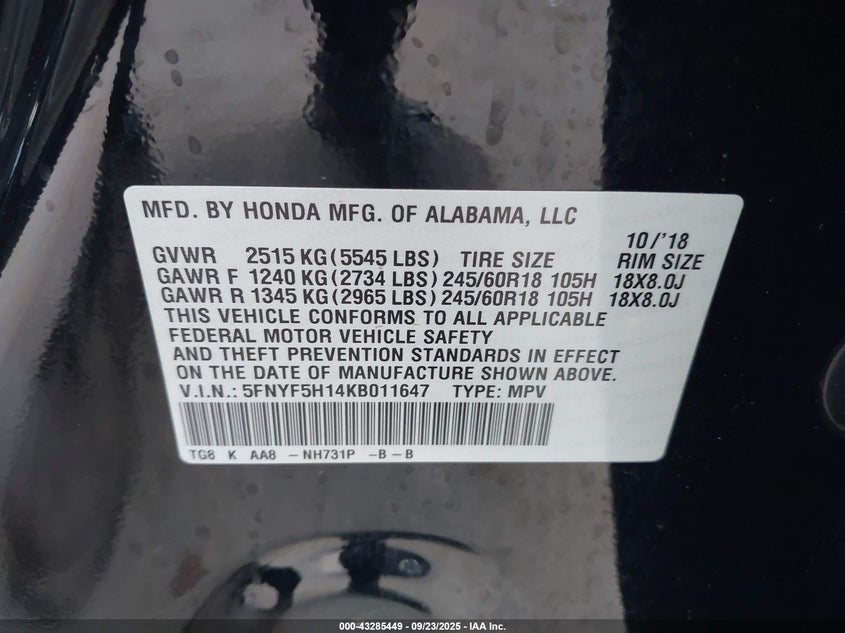 MFD. BY HONDA MFG. OF ALABAMA, LLC
10/'18
GVWR 2515 KG(5545 LBS) TIRE SIZE RIM SIZE
GAWR F 1240 KG(2734 LBS) 245/60R18 105H 18X8.0J
GAWR R 1345 KG(2965 LBS) 245/60R18 105H 18X8.0J
THIS VEHICLE CONFORMS TO ALL APPLICABLE
FEDERAL MOTOR VEHICLE SAFETY
AND THEFT PREVENTION STANDARDS IN EFFECT
ON THE DATE OF MANUFACTURE SHOWN ABOVE.
V.I.N.: 5FNYF5H14KB011647 TYPE: MPV
TG8 K AA8 – NH731P –B – B
000-43285449 - 09/23/2025 - IAA Inc.